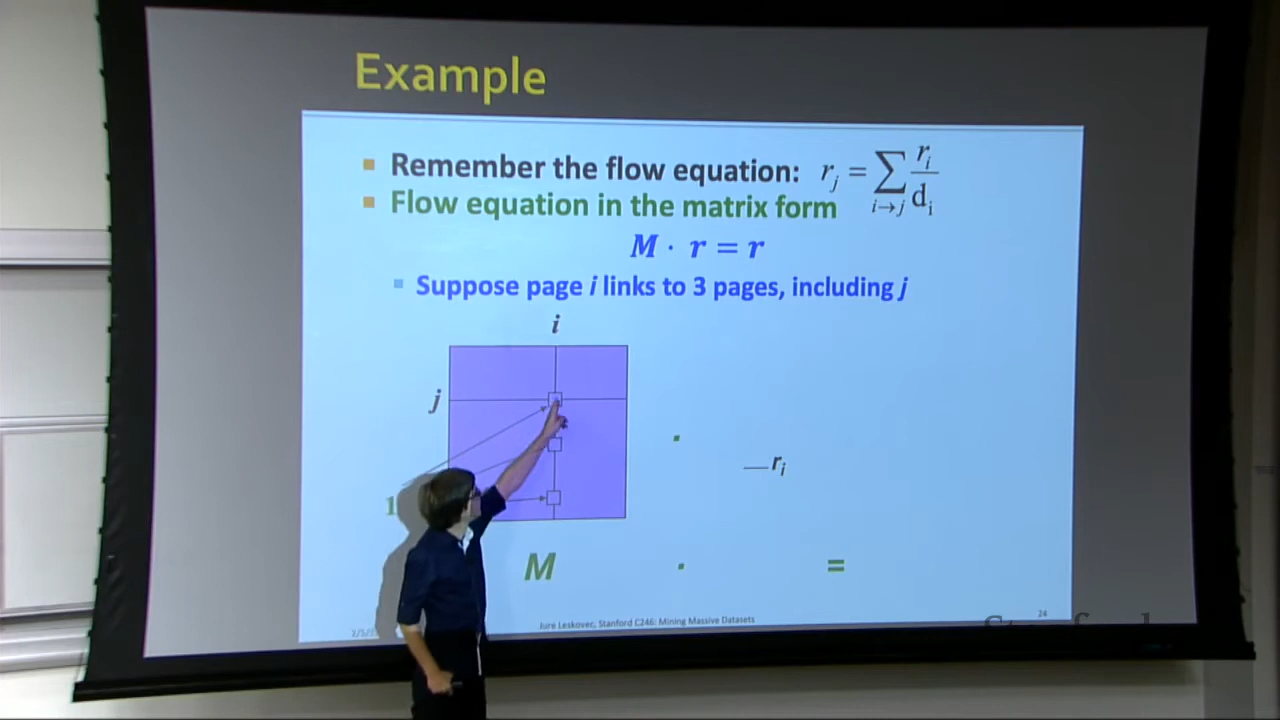 Example
Remember the flow equation: r_j = ∑_{i→j} r_i / d_i
Flow equation in the matrix form
M · r = r
Suppose page i links to 3 pages, including j
i
j
· r_i
1
M · =
Jure Leskovec, Stanford C246: Mining Massive Datasets
24